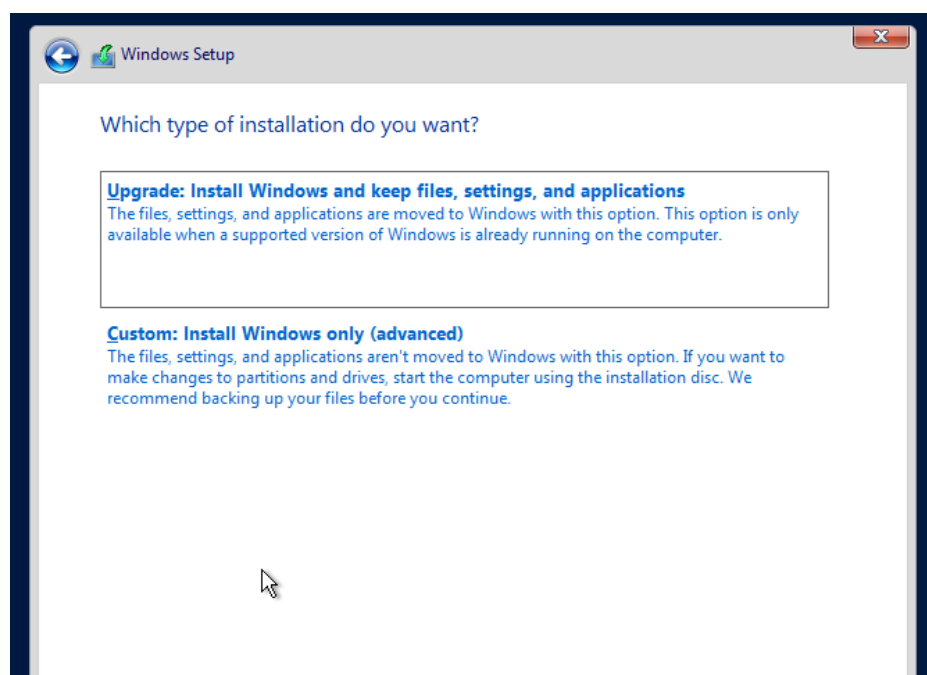 Windows Setup
Which type of installation do you want?
Upgrade: Install Windows and keep files, settings, and applications
The files, settings, and applications are moved to Windows with this option. This option is only
available when a supported version of Windows is already running on the computer.
Custom: Install Windows only (advanced)
The files, settings, and applications aren't moved to Windows with this option. If you want to
make changes to partitions and drives, start the computer using the installation disc. We
recommend backing up your files before you continue.